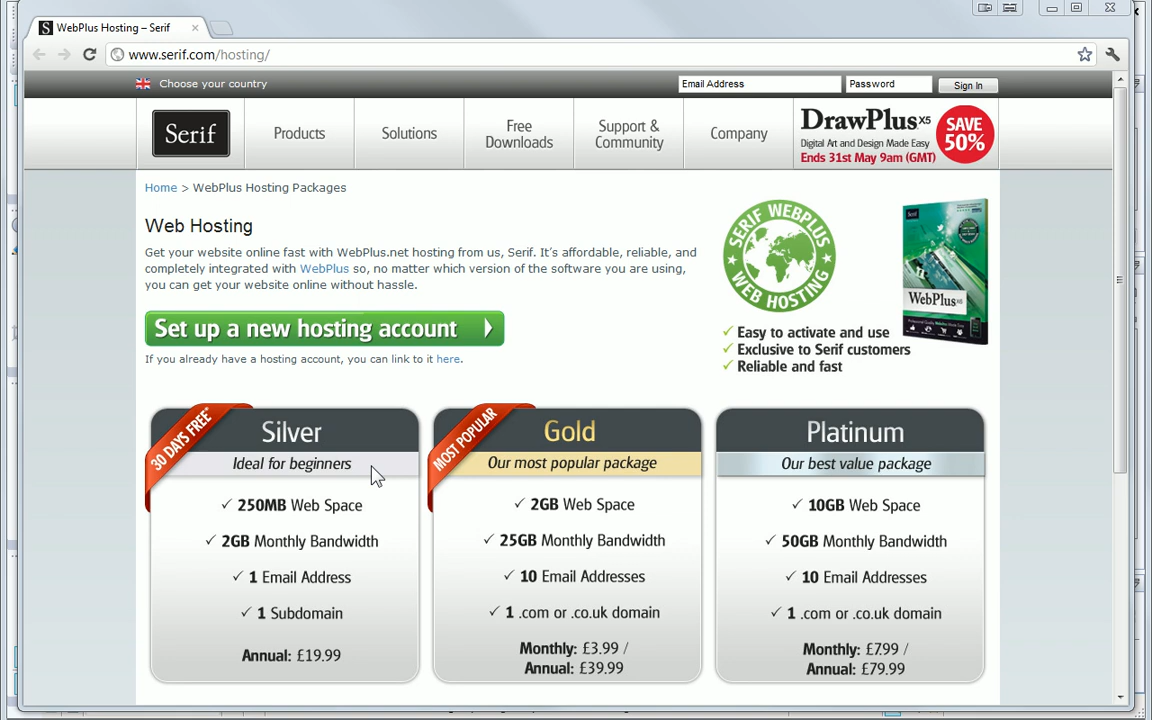 WebPlus Hosting – Serif
www.serif.com/hosting/
Choose your country
Email Address
Password
Sign In
Serif
Products
Solutions
Free
Downloads
Support &
Community
Company
DrawPlus X5
Digital Art and Design Made Easy
Ends 31st May 9am (GMT)
SAVE
50%
Home > WebPlus Hosting Packages
Web Hosting
Get your website online fast with WebPlus.net hosting from us, Serif. It's affordable, reliable, and
completely integrated with WebPlus so, no matter which version of the software you are using,
you can get your website online without hassle.
Set up a new hosting account
If you already have a hosting account, you can link to it here.
SERIF WEBPLUS
WEB HOSTING
Serif
WebPlus X5
Easy to activate and use
Exclusive to Serif customers
Reliable and fast
30 DAYS FREE*
Silver
Ideal for beginners
✓ 250MB Web Space
✓ 2GB Monthly Bandwidth
✓ 1 Email Address
✓ 1 Subdomain
Annual: £19.99
MOST POPULAR
Gold
Our most popular package
✓ 2GB Web Space
✓ 25GB Monthly Bandwidth
✓ 10 Email Addresses
✓ 1 .com or .co.uk domain
Monthly: £3.99 /
Annual: £39.99
Platinum
Our best value package
✓ 10GB Web Space
✓ 50GB Monthly Bandwidth
✓ 10 Email Addresses
✓ 1 .com or .co.uk domain
Monthly: £7.99 /
Annual: £79.99